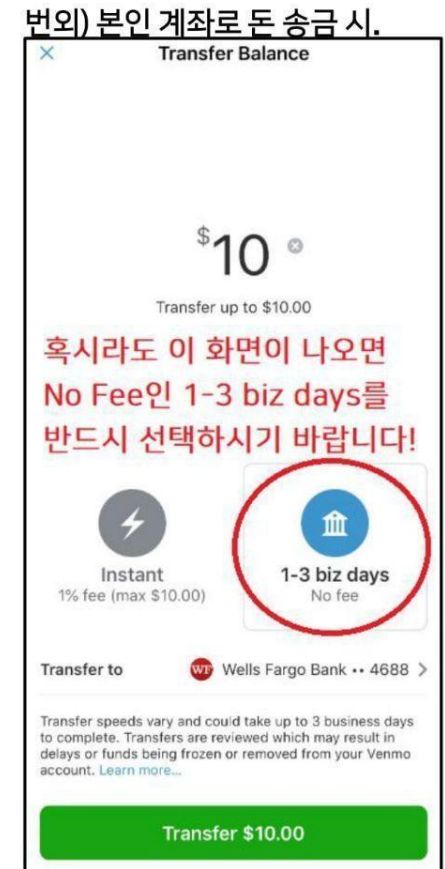 번외) 본인 계좌로 돈 송금 시.
× Transfer Balance
$10
Transfer up to $10.00
혹시라도 이 화면이 나오면
No Fee인 1-3 biz days를
반드시 선택하시기 바랍니다!
Instant 1-3 biz days
1% fee (max $10.00) No fee
Transfer to WF Wells Fargo Bank •• 4688 >
Transfer speeds vary and could take up to 3 business days
to complete. Transfers are reviewed which may result in
delays or funds being frozen or removed from your Venmo
account. Learn more...
Transfer $10.00